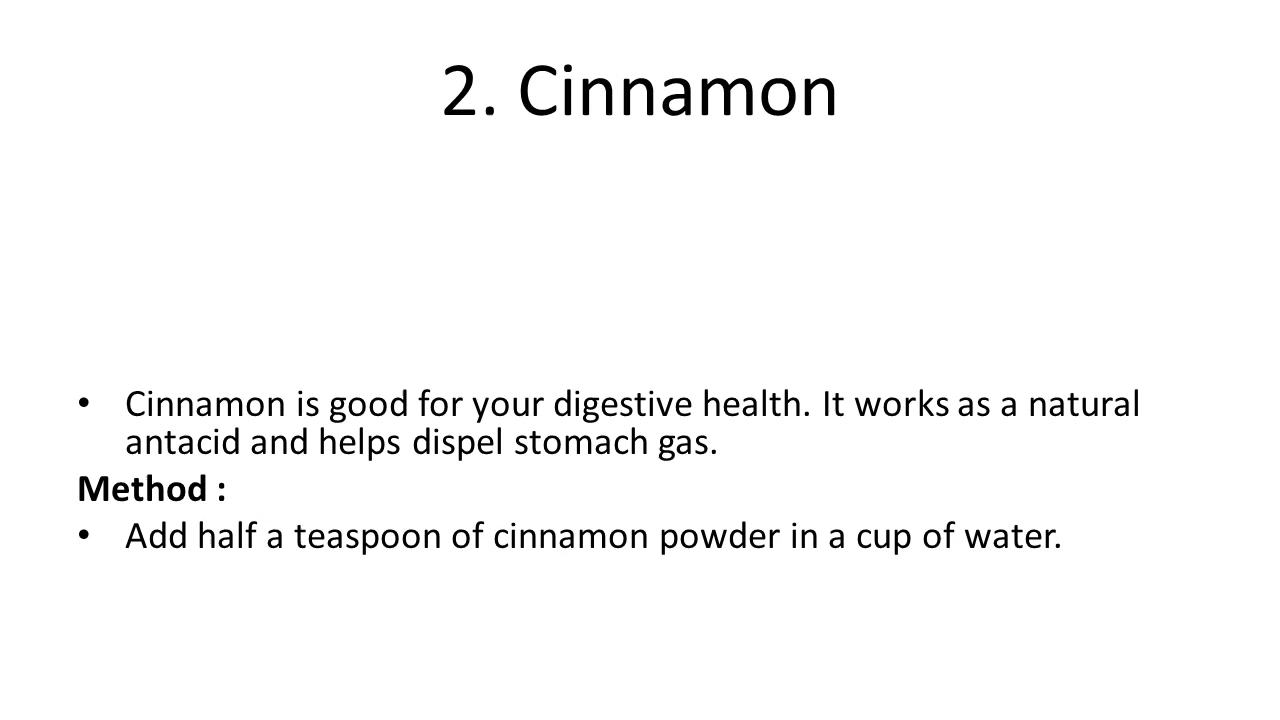 2. Cinnamon
• Cinnamon is good for your digestive health. It works as a natural
antacid and helps dispel stomach gas.
Method :
• Add half a teaspoon of cinnamon powder in a cup of water.